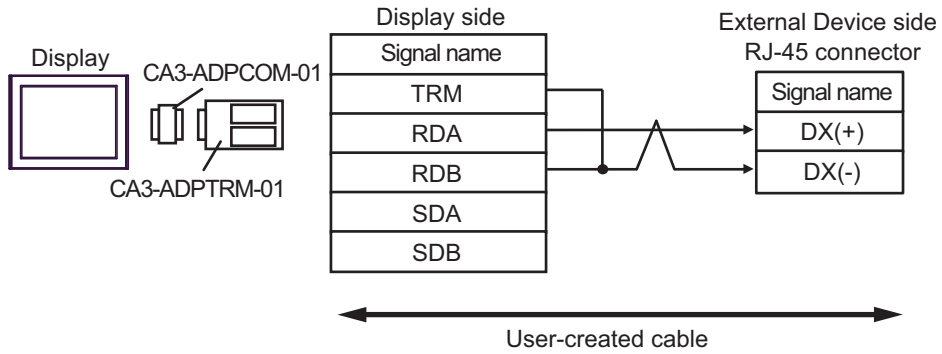 Display
CA3-ADPCOM-01
CA3-ADPTRM-01
Display side
Signal name
TRM
RDA
RDB
SDA
SDB
External Device side
RJ-45 connector
Signal name
DX(+)
DX(-)
User-created cable